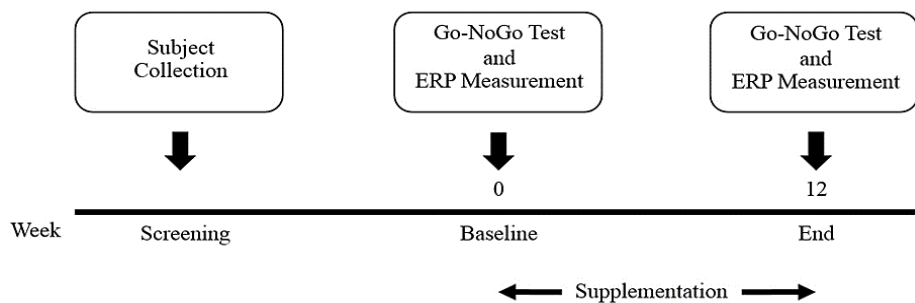 Subject
Collection
Go-NoGo Test
and
ERP Measurement
Go-NoGo Test
and
ERP Measurement
0
12
Week
Screening
Baseline
End
Supplementation